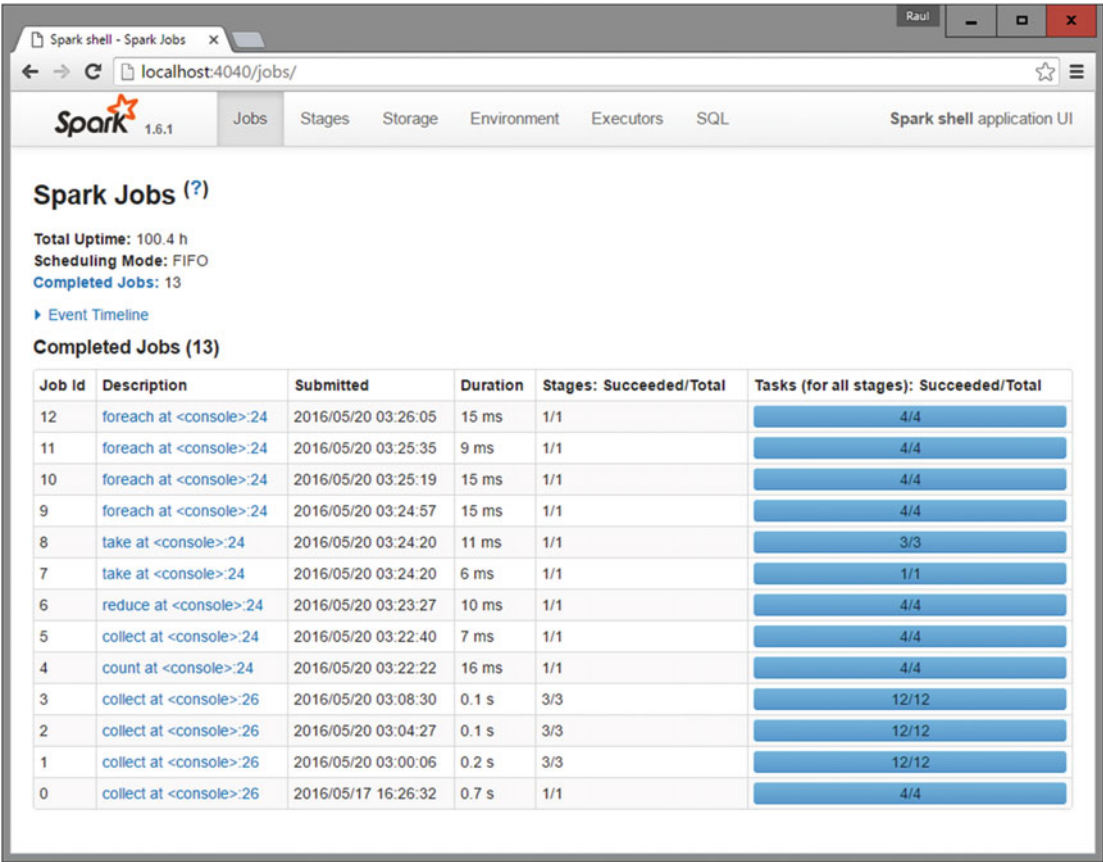 Raul
Spark shell - Spark Jobs
localhost:4040/jobs/
Spark 1.6.1 Jobs Stages Storage Environment Executors SQL Spark shell application UI
Spark Jobs (?)
Total Uptime: 100.4 h
Scheduling Mode: FIFO
Completed Jobs: 13
Event Timeline
Completed Jobs (13)
Job Id Description Submitted Duration Stages: Succeeded/Total Tasks (for all stages): Succeeded/Total
12 foreach at <console>:24 2016/05/20 03:26:05 15 ms 1/1 4/4
11 foreach at <console>:24 2016/05/20 03:25:35 9 ms 1/1 4/4
10 foreach at <console>:24 2016/05/20 03:25:19 15 ms 1/1 4/4
9 foreach at <console>:24 2016/05/20 03:24:57 15 ms 1/1 4/4
8 take at <console>:24 2016/05/20 03:24:20 11 ms 1/1 3/3
7 take at <console>:24 2016/05/20 03:24:20 6 ms 1/1 1/1
6 reduce at <console>:24 2016/05/20 03:23:27 10 ms 1/1 4/4
5 collect at <console>:24 2016/05/20 03:22:40 7 ms 1/1 4/4
4 count at <console>:24 2016/05/20 03:22:22 16 ms 1/1 4/4
3 collect at <console>:26 2016/05/20 03:08:30 0.1 s 3/3 12/12
2 collect at <console>:26 2016/05/20 03:04:27 0.1 s 3/3 12/12
1 collect at <console>:26 2016/05/20 03:00:06 0.2 s 3/3 12/12
0 collect at <console>:26 2016/05/17 16:26:32 0.7 s 1/1 4/4